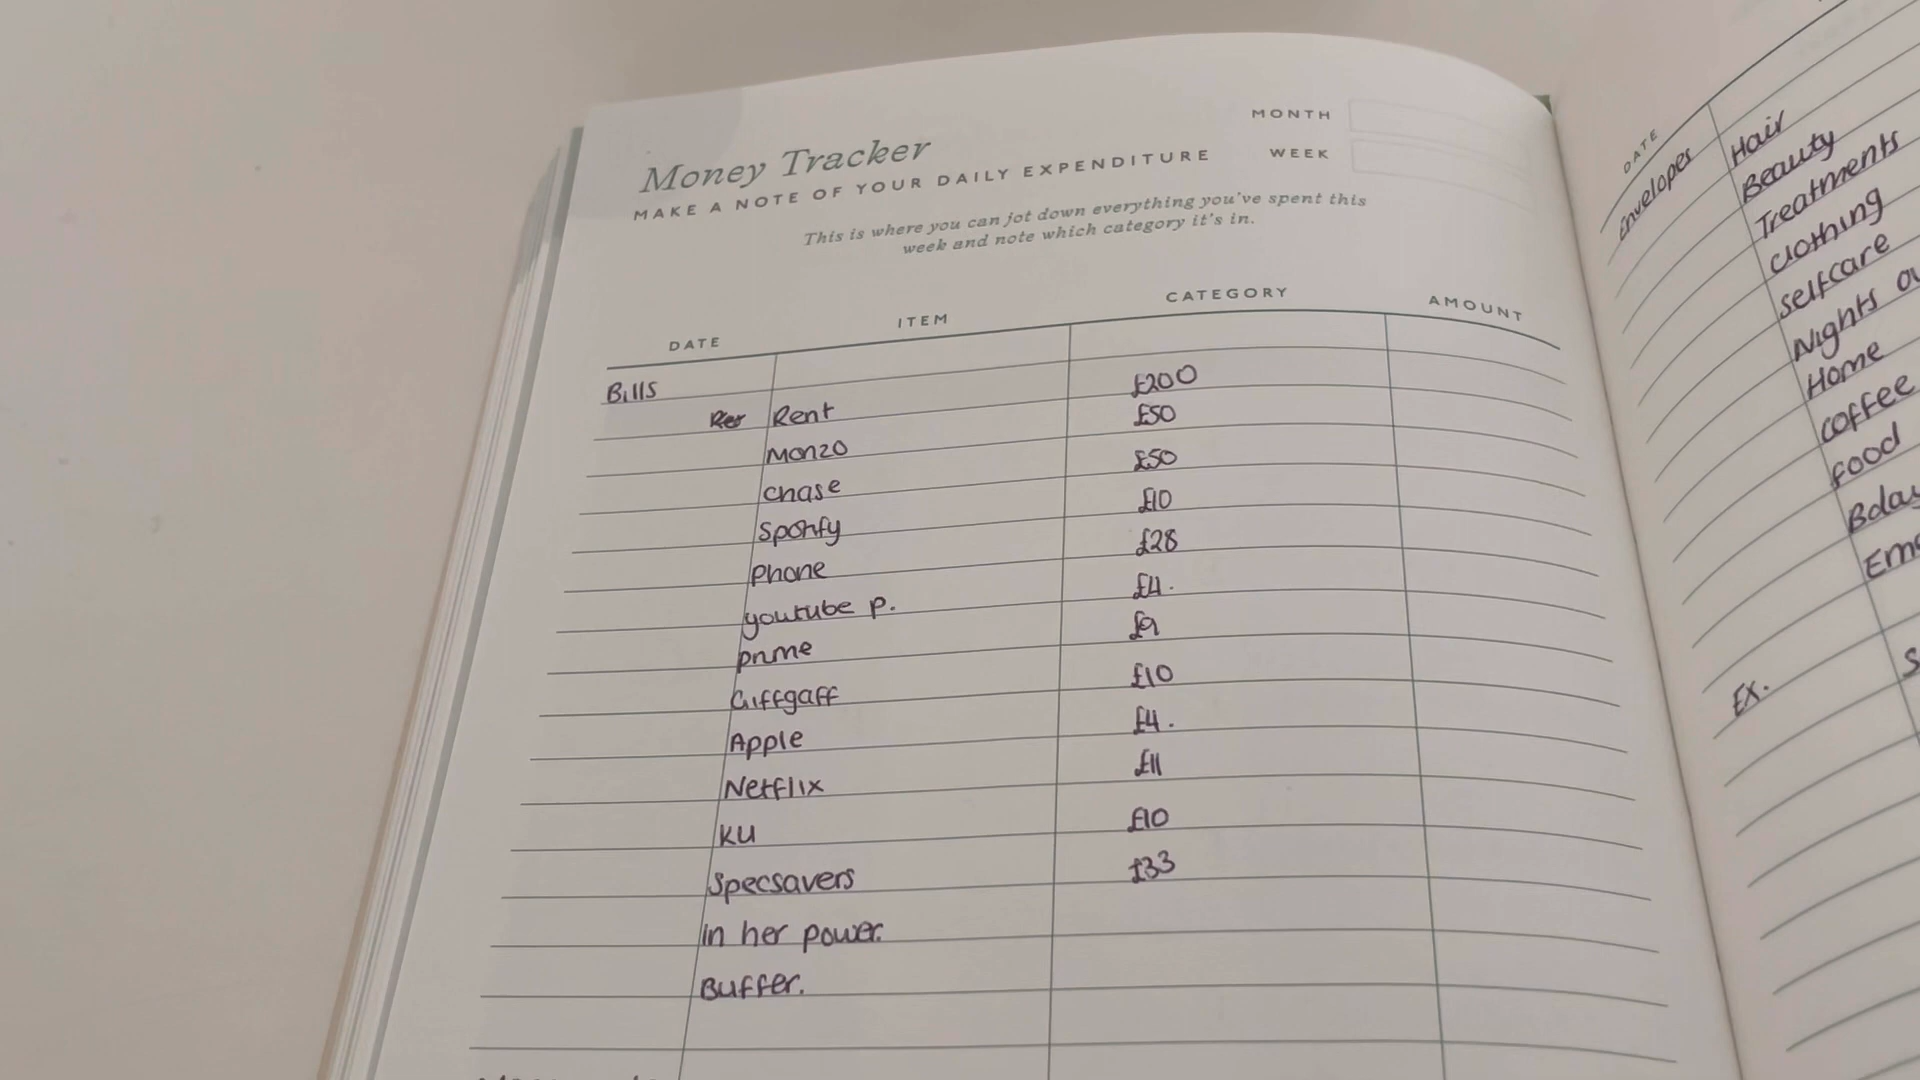 Money Tracker
MAKE A NOTE OF YOUR DAILY EXPENDITURE
MONTH
WEEK
This is where you can jot down everything you've spent this
week and note which category it's in.
DATE ITEM CATEGORY AMOUNT
Bills
Rent £200
Monzo £50
chase £50
Spotify £10
Phone £28
youtube p. £4.
prime £9
Giffgaff £10
Apple £4.
Netflix £11
KU £10
Specsavers £33
in her power.
Buffer.
DATE
Envelopes Hair
Beauty
Treatments
clothing
selfcare
Nights
Home
coffee
food
EX.